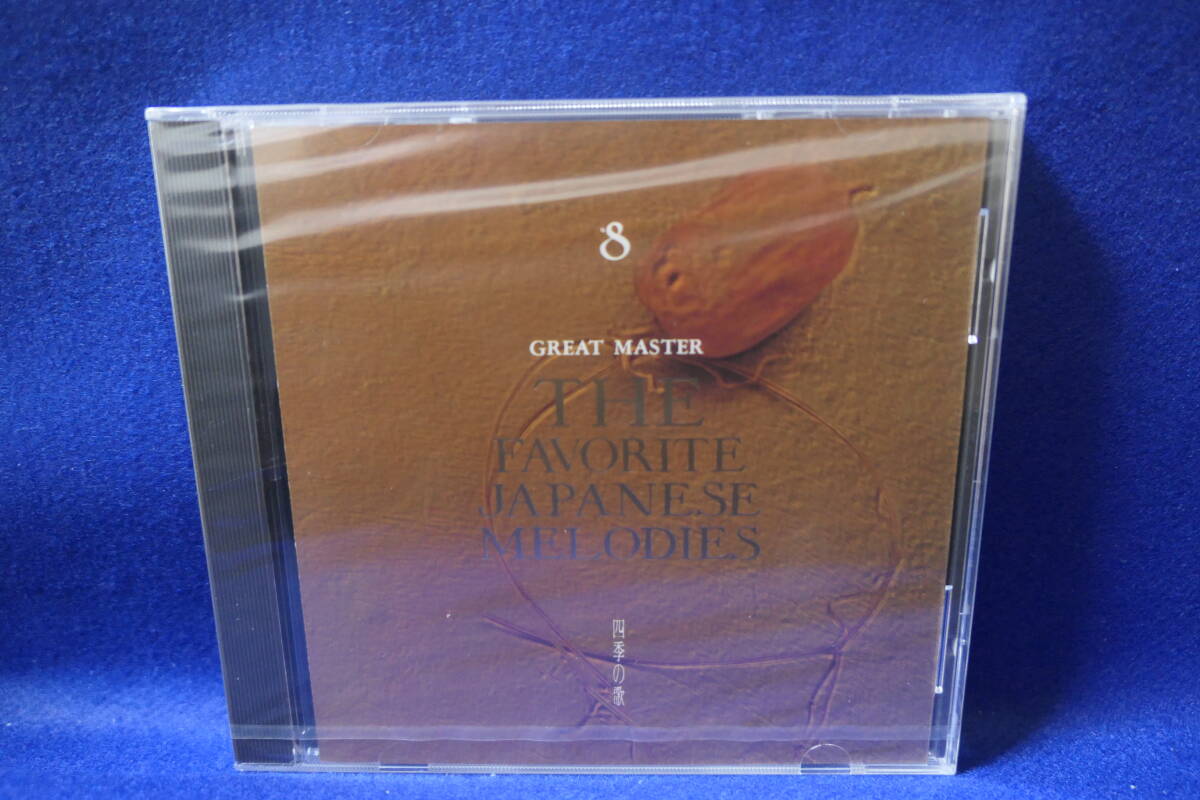 8
GREAT MASTER
THE
FAVORITE
JAPANESE
MELODIES
四季の歌